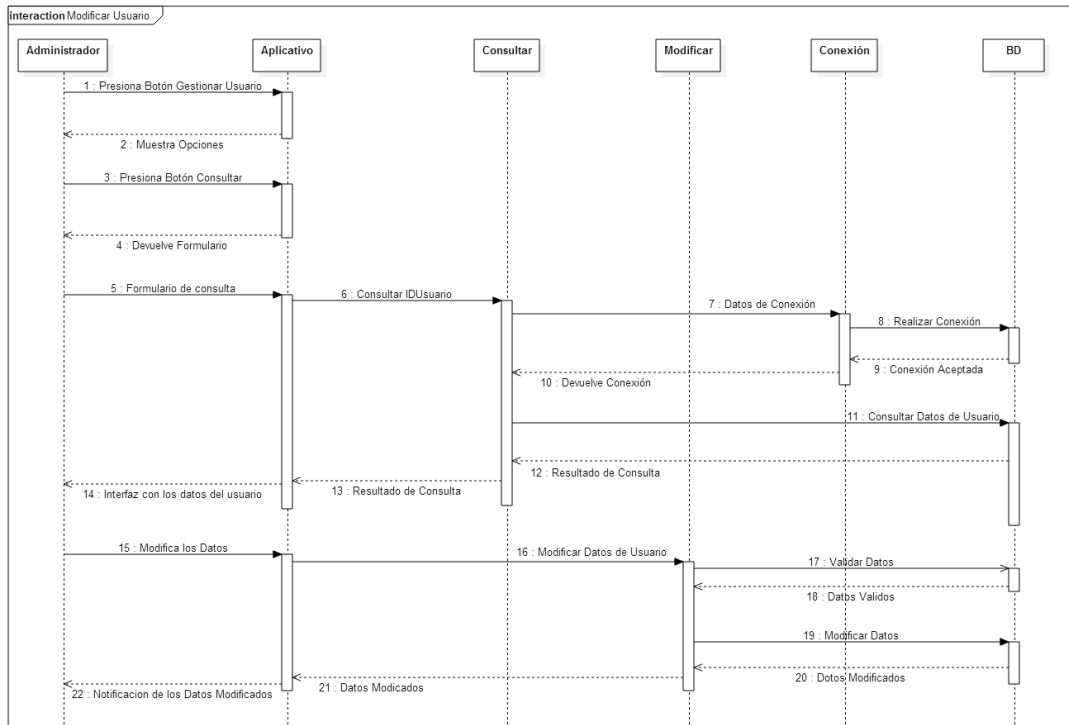 interaction Modificar Usuario
Administrador
Aplicativo
Consultar
Modificar
Conexión
BD
1 : Presiona Botón Gestionar Usuario
2 : Muestra Opciones
3 : Presiona Botón Consultar
4 : Devuelve Formulario
5 : Formulario de consulta
6 : Consultar IDUsuario
7 : Datos de Conexión
8 : Realizar Conexión
9 : Conexión Aceptada
10 : Devuelve Conexión
11 : Consultar Datos de Usuario
12 : Resultado de Consulta
13 : Resultado de Consulta
14 : Interfaz con los datos del usuario
15 : Modifica los Datos
16 : Modificar Datos de Usuario
17 : Validar Datos
18 : Datos Validos
19 : Modificar Datos
20 : Dotos Modificados
21 : Datos Modicados
22 : Notificacion de los Datos Modificados